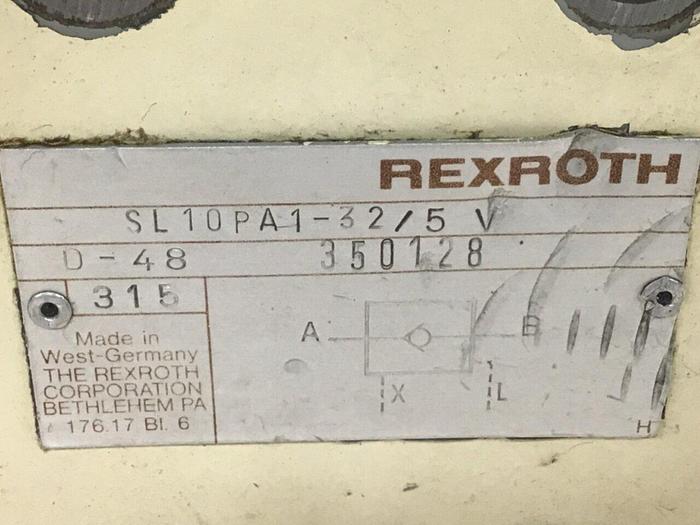 REXROTH
SL10PA1-32/5 V
D-48 350128
315
A B
X L
Made in
West-Germany
THE REXROTH
CORPORATION
BETHLEHEM PA
176.17 Bl. 6
H